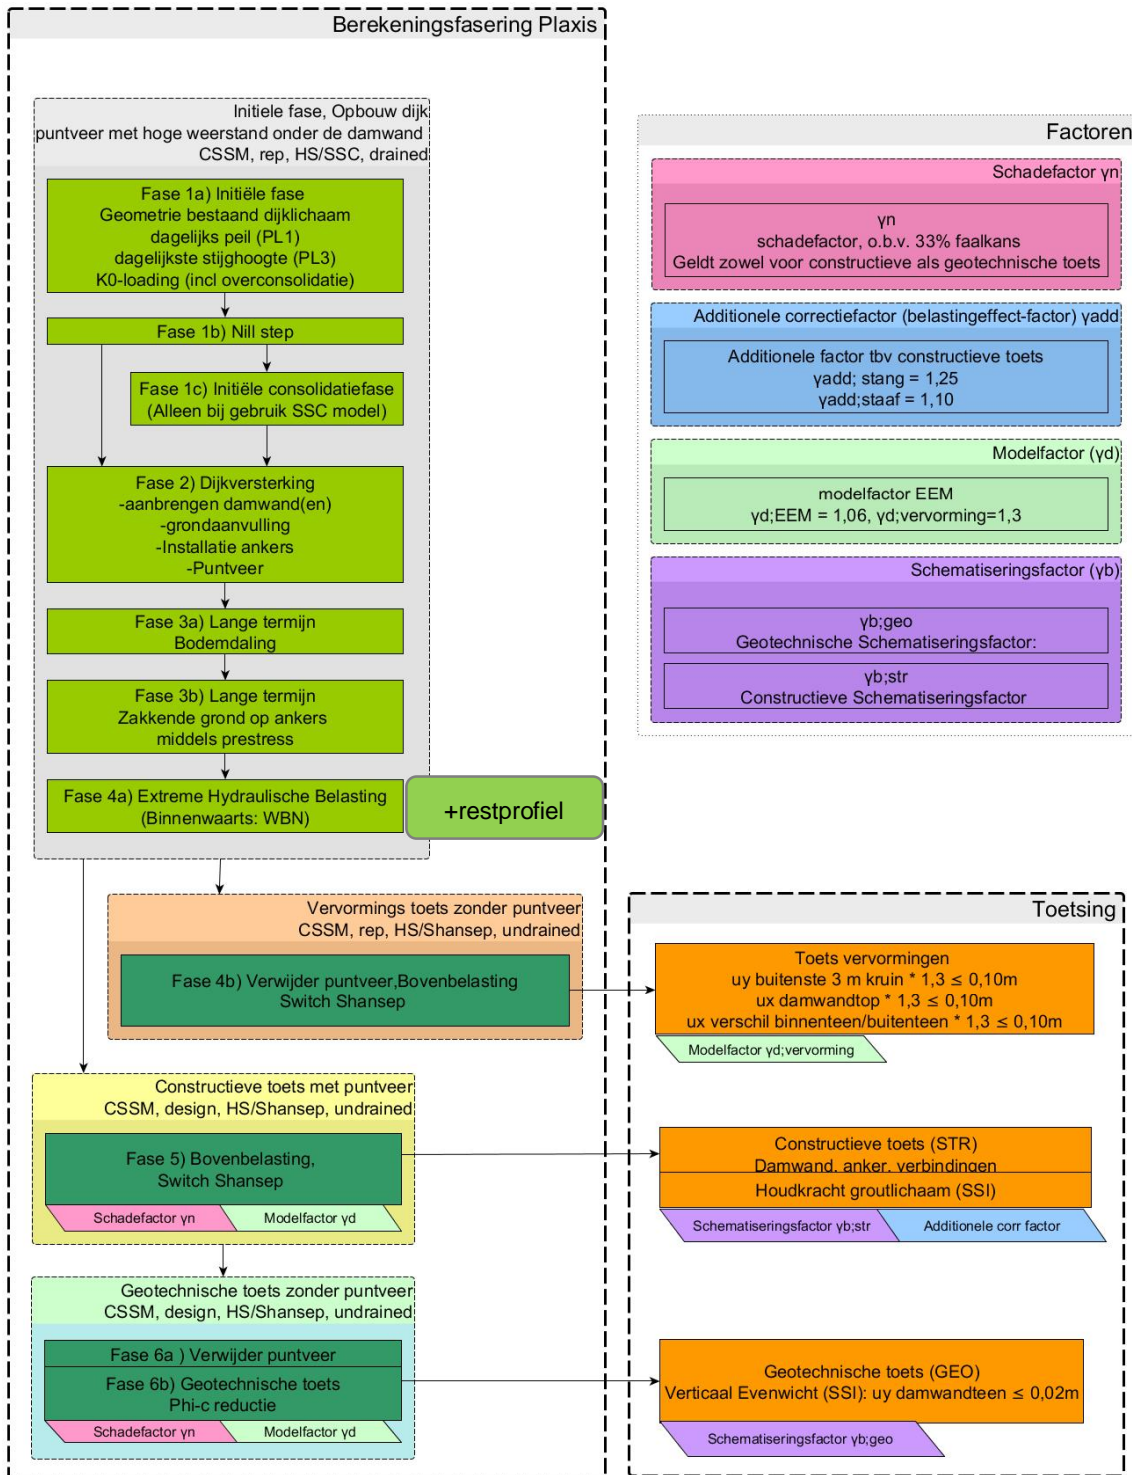 Berekeningsfasering Plaxis
Initiele fase, Opbouw dijk
puntveer met hoge weerstand onder de damwand
CSSM, rep, HS/SSC, drained
Fase 1a) Initiële fase
Geometrie bestaand dijklichaam
dagelijks peil (PL1)
dagelijkste stijghoogte (PL3)
K0-loading (incl overconsolidatie)
Fase 1b) Nill step
Fase 1c) Initiële consolidatiefase
(Alleen bij gebruik SSC model)
Fase 2) Dijkversterking
-aanbrengen damwand(en)
-grondaanvulling
-Installatie ankers
-Puntveer
Fase 3a) Lange termijn
Bodemdaling
Fase 3b) Lange termijn
Zakkende grond op ankers
middels prestress
Fase 4a) Extreme Hydraulische Belasting
(Binnenwaarts: WBN)
+restprofiel
Vervormings toets zonder puntveer
CSSM, rep, HS/Shansep, undrained
Fase 4b) Verwijder puntveer,Bovenbelasting
Switch Shansep
Constructieve toets met puntveer
CSSM, design, HS/Shansep, undrained
Fase 5) Bovenbelasting,
Switch Shansep
Schadefactor γn
Modelfactor γd
Geotechnische toets zonder puntveer
CSSM, design, HS/Shansep, undrained
Fase 6a ) Verwijder puntveer
Fase 6b) Geotechnische toets
Phi-c reductie
Schadefactor γn
Modelfactor γd
Factoren
Schadefactor γn
γn
schadefactor, o.b.v. 33% faalkans
Geldt zowel voor constructieve als geotechnische toets
Additionele correctiefactor (belastingeffect-factor) γadd
Additionele factor tbv constructieve toets
γadd; stang = 1,25
γadd;staaf = 1,10
Modelfactor (γd)
modelfactor EEM
γd;EEM = 1,06, γd;vervorming=1,3
Schematiseringsfactor (γb)
γb;geo
Geotechnische Schematiseringsfactor:
γb;str
Constructieve Schematiseringsfactor
Toetsing
Toets vervormingen
uy buitenste 3 m kruin * 1,3 ≤ 0,10m
ux damwandtop * 1,3 ≤ 0,10m
ux verschil binnenteen/buitenteen * 1,3 ≤ 0,10m
Modelfactor γd;vervorming
Constructieve toets (STR)
Damwand, anker, verbindingen
Houdkracht groutlichaam (SSI)
Schematiseringsfactor γb;str
Additionele corr factor
Geotechnische toets (GEO)
Verticaal Evenwicht (SSI): uy damwandteen ≤ 0,02m
Schematiseringsfactor γb;geo